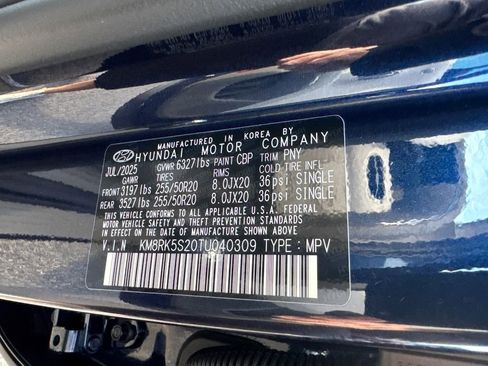 MANUFACTURED IN KOREA BY
HYUNDAI MOTOR COMPANY
JUL/2025 GVWR 6327lbs PAINT CBP TRIM PNY
GAWR TIRES RIMS COLD TIRE INFL.
FRONT 3197lbs 255/50R20 8.0JX20 36psi SINGLE
REAR 3527lbs 255/50R20 8.0JX20 36psi SINGLE
THIS VEHICLE CONFORMS TO ALL APPLICABLE U.S.A. FEDERAL
MOTOR VEHICLE SAFETY AND THEFT PREVENTION STANDARDS
IN EFFECT ON THE DATE OF MANUFACTURE SHOWN ABOVE.
V.I.N KM8RK5S20TU040309 TYPE : MPV